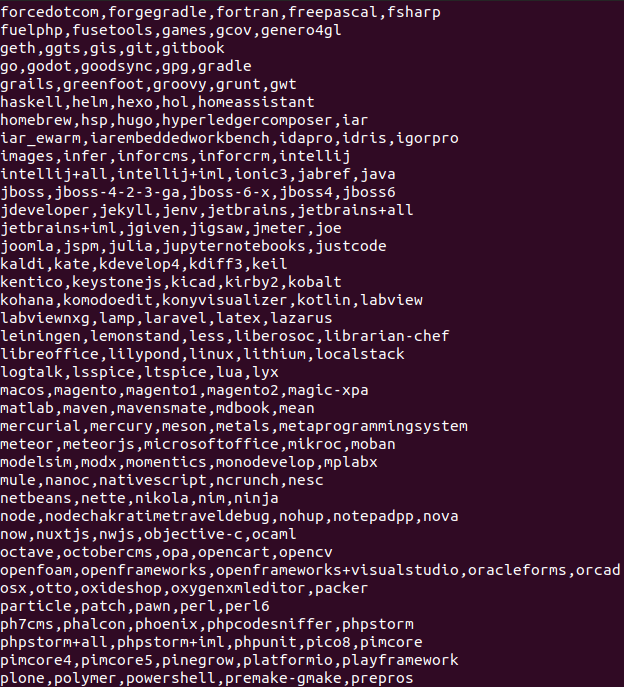 forcedotcom,forgegradle,fortran,freepascal,fsharp
fuelphp,fusetools,games,gcov,genero4gl
geth,ggts,gis,git,gitbook
go,godot,goodsync,gpg,gradle
grails,greenfoot,groovy,grunt,gwt
haskell,helm,hexo,hol,homeassistant
homebrew,hsp,hugo,hyperledgercomposer,iar
iar_ewarm,iarembeddedworkbench,idapro,idris,igorpro
images,infer,inforcms,inforcrm,intellij
intellij+all,intellij+iml,ionic3,jabref,java
jboss,jboss-4-2-3-ga,jboss-6-x,jboss4,jboss6
jdeveloper,jekyll,jenv,jetbrains,jetbrains+all
jetbrains+iml,jgiven,jigsaw,jmeter,joe
joomla,jspm,julia,jupyternotebooks,justcode
kaldi,kate,kdevelop4,kdiff3,keil
kentico,keystonejs,kicad,kirby2,kobalt
kohana,komodoedit,konyvisualizer,kotlin,labview
labviewnxg,lamp,laravel,latex,lazarus
leiningen,lemonstand,less,liberosoc,librarian-chef
libreoffice,lilypond,linux,lithium,localstack
logtalk,lsspice,ltspice,lua,lyx
macos,magento,magento1,magento2,magic-xpa
matlab,maven,mavensmate,mdbook,mean
mercurial,mercury,meson,metals,metaprogrammingsystem
meteor,meteorjs,microsoftoffice,mikroc,moban
modelsim,modx,momentics,monodevelop,mplabx
mule,nanoc,nativescript,ncrunch,nesc
netbeans,nette,nikola,nim,ninja
node,nodechakratimetraveldebug,nohup,notepadpp,nova
now,nuxtjs,nwjs,objective-c,ocaml
octave,octobercms,opa,opencart,opencv
openfoam,openframeworks,openframeworks+visualstudio,oracleforms,orcad
osx,otto,oxideshop,oxygenxmleditor,packer
particle,patch,pawn,perl,perl6
ph7cms,phalcon,phoenix,phpcodesniffer,phpstorm
phpstorm+all,phpstorm+iml,phpunit,pico8,pimcore
pimcore4,pimcore5,pinegrow,platformio,playframework
plone,polymer,powershell,premake-gmake,prepros